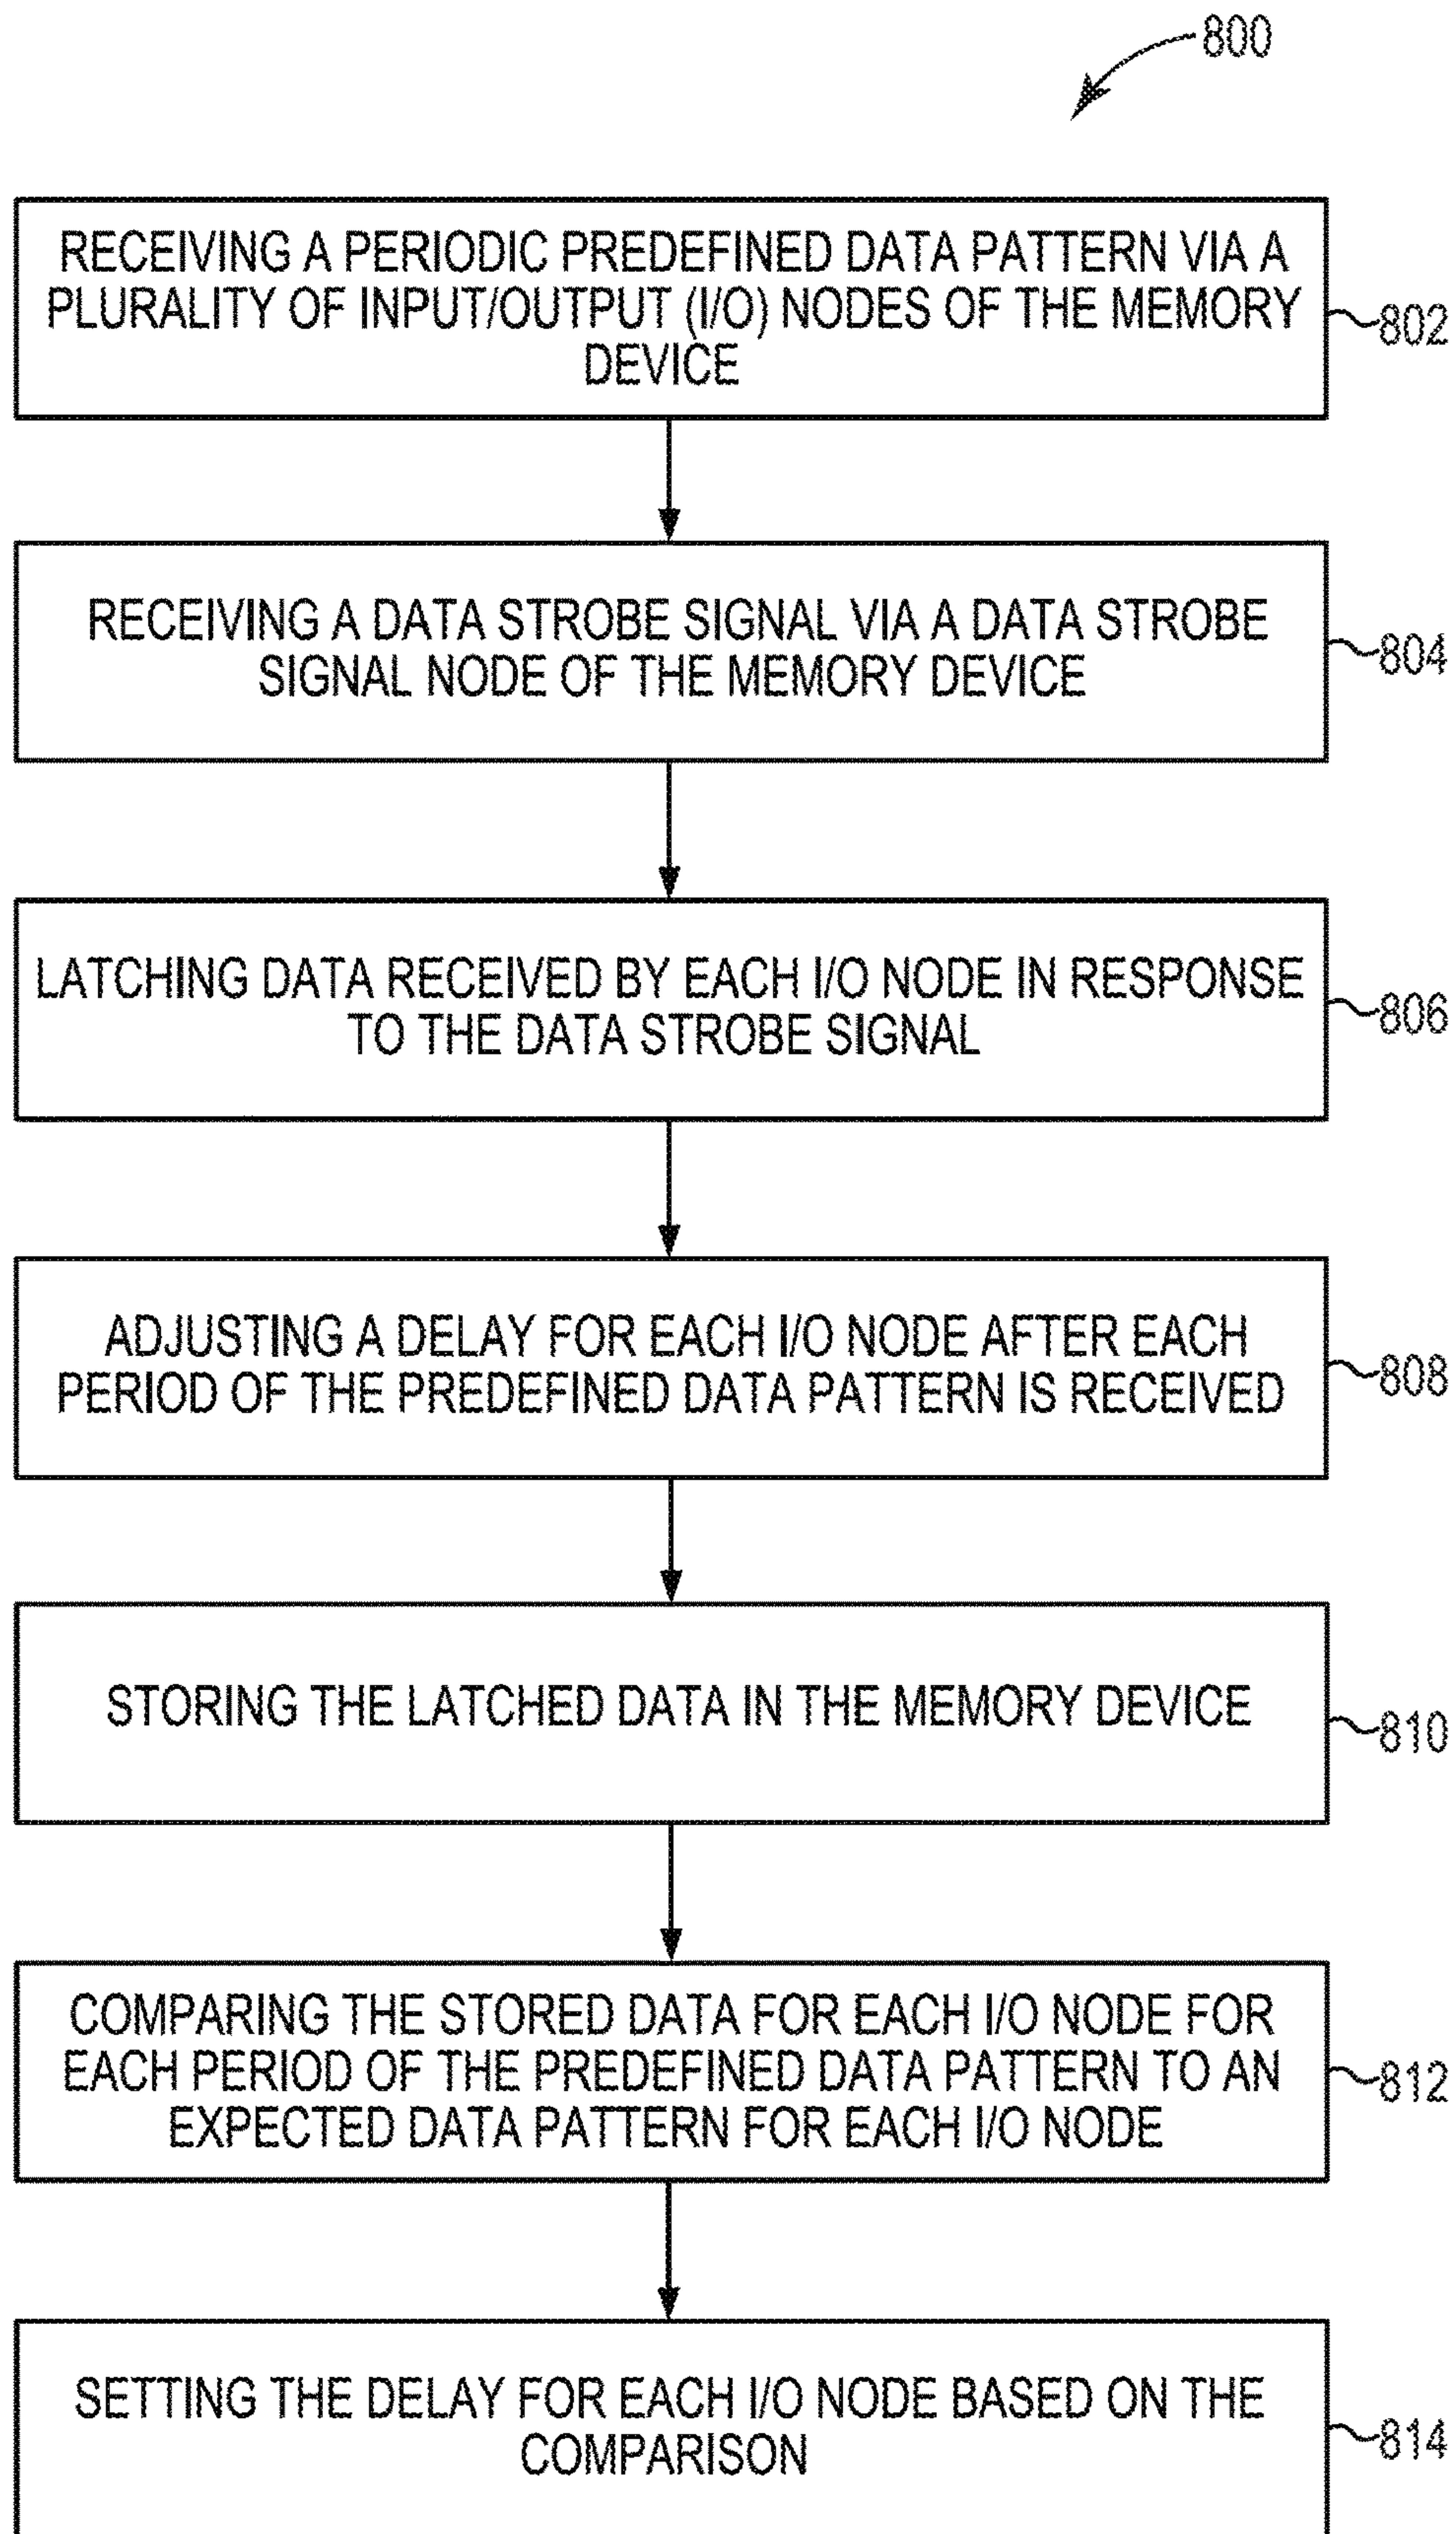 800
RECEIVING A PERIODIC PREDEFINED DATA PATTERN VIA A
PLURALITY OF INPUT/OUTPUT (I/O) NODES OF THE MEMORY
DEVICE
802
RECEIVING A DATA STROBE SIGNAL VIA A DATA STROBE
SIGNAL NODE OF THE MEMORY DEVICE
804
LATCHING DATA RECEIVED BY EACH I/O NODE IN RESPONSE
TO THE DATA STROBE SIGNAL
806
ADJUSTING A DELAY FOR EACH I/O NODE AFTER EACH
PERIOD OF THE PREDEFINED DATA PATTERN IS RECEIVED
808
STORING THE LATCHED DATA IN THE MEMORY DEVICE
810
COMPARING THE STORED DATA FOR EACH I/O NODE FOR
EACH PERIOD OF THE PREDEFINED DATA PATTERN TO AN
EXPECTED DATA PATTERN FOR EACH I/O NODE
812
SETTING THE DELAY FOR EACH I/O NODE BASED ON THE
COMPARISON
814